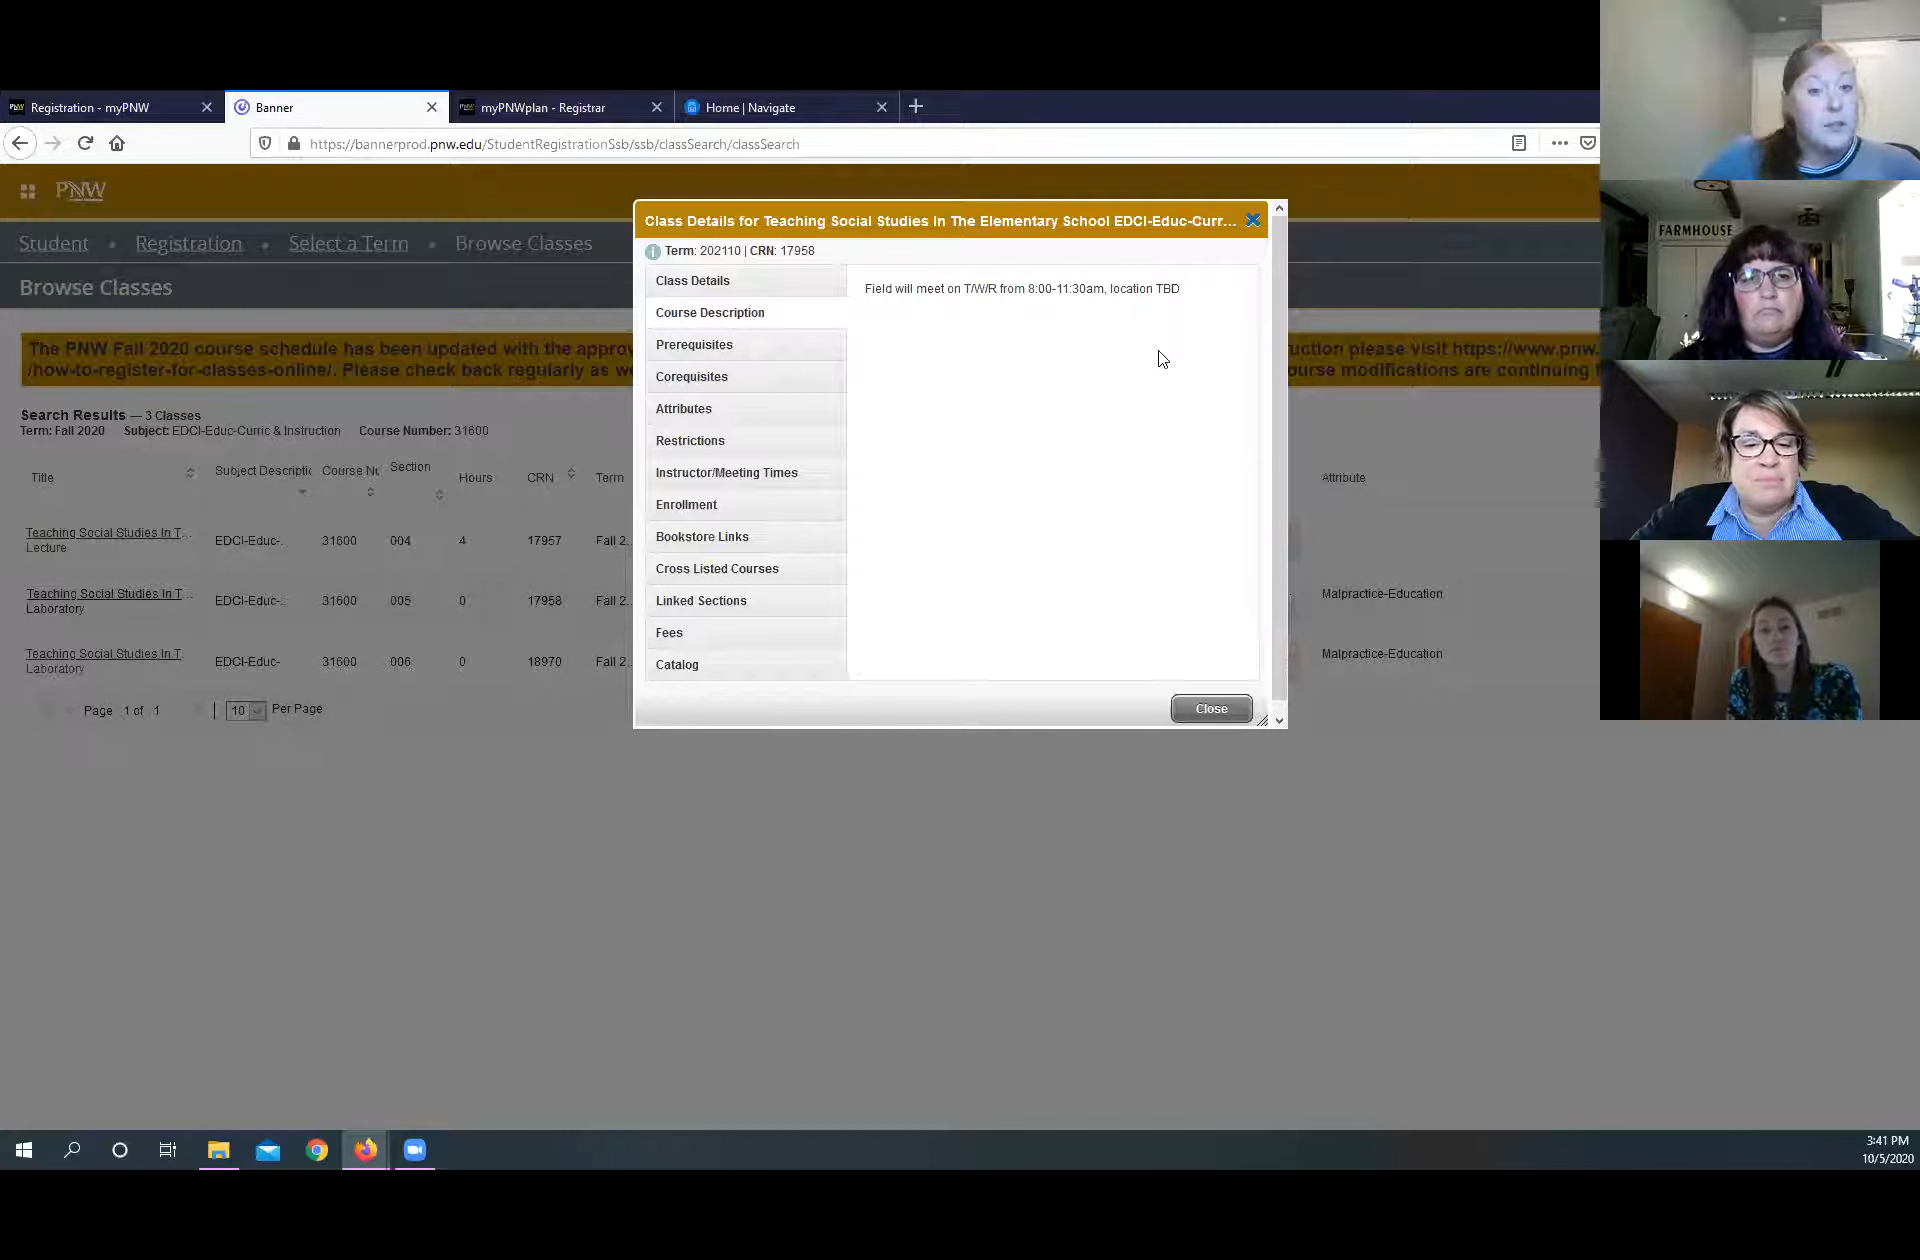 Registration - myPNW
Banner
myPNWplan - Registrar
Home | Navigate
https://bannerprod.pnw.edu/StudentRegistrationSsb/ssb/classSearch/classSearch
PNW
Student • Registration • Select a Term • Browse Classes
Browse Classes
The PNW Fall 2020 course schedule has been updated with the
uction please visit https://www.pnw.
/how-to-register-for-classes-online/. Please check back regularly as
ourse modifications are continuing
Search Results — 3 Classes
Term: Fall 2020 Subject: EDCI-Educ-Curric & Instruction Course Number: 31600
Title Subject Descriptic Course Nu Section Hours CRN Term Attribute
Teaching Social Studies In T...
Lecture
EDCI-Educ-. 31600 004 4 17957 Fall 2...
Teaching Social Studies In T...
Laboratory
EDCI-Educ-. 31600 005 0 17958 Fall 2... Malpractice-Education
Teaching Social Studies In T.
Laboratory
EDCI-Educ- 31600 006 0 18970 Fall 2... Malpractice-Education
Page 1 of 1 10 Per Page
Class Details for Teaching Social Studies In The Elementary School EDCI-Educ-Curr...
Term: 202110 | CRN: 17958
Class Details
Course Description
Prerequisites
Corequisites
Attributes
Restrictions
Instructor/Meeting Times
Enrollment
Bookstore Links
Cross Listed Courses
Linked Sections
Fees
Catalog
Field will meet on T/W/R from 8:00-11:30am, location TBD
Close
FARMHOUSE
3:41 PM
10/5/2020